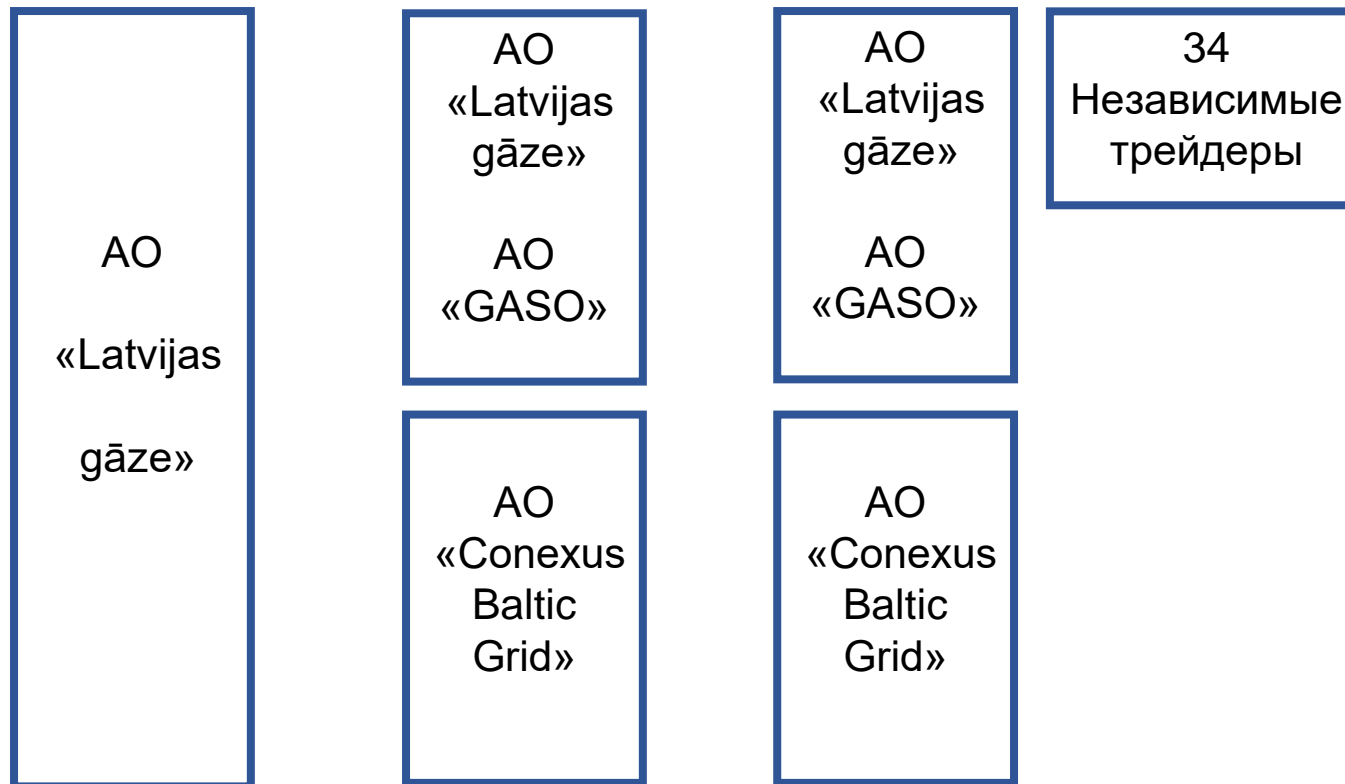 АО
«Latvijas
gāze»
АО
«Latvijas
gāze»
АО
«GASO»
АО
«Conexus
Baltic
Grid»
АО
«Latvijas
gāze»
АО
«GASO»
АО
«Conexus
Baltic
Grid»
34
Независимые
трейдеры